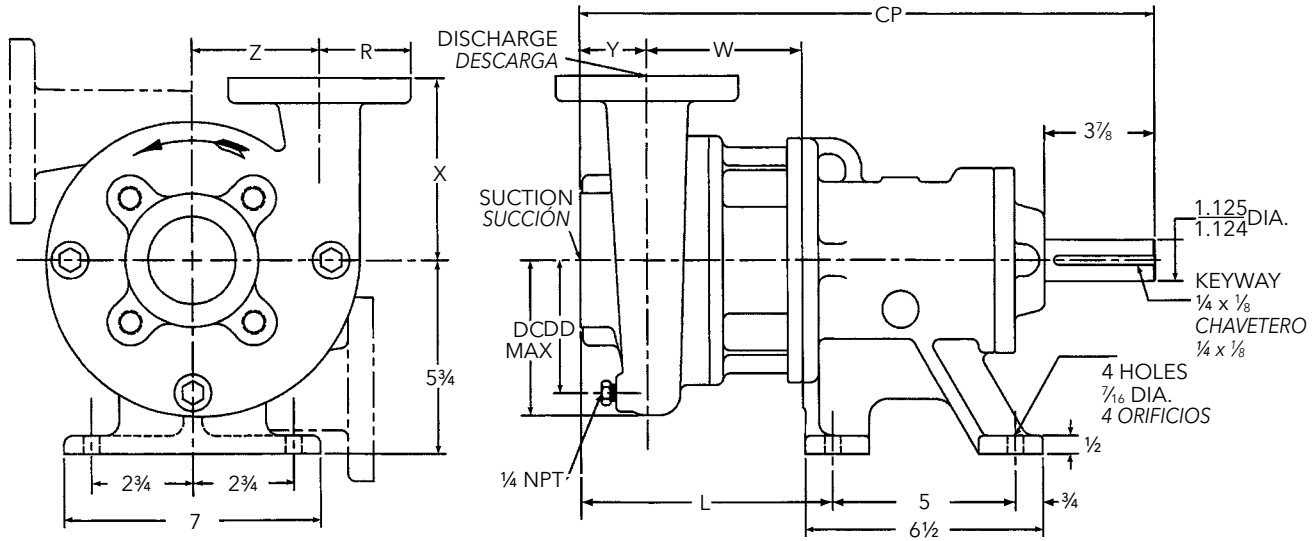 Z
R
X
5¾
2¾
2¾
7
CP
DISCHARGE
DESCARGA
Y
W
3⅞
SUCTION
SUCCIÓN
1.125
1.124
DIA.
KEYWAY
¼ x ⅛
CHAVETERO
¼ x ⅛
DC
DD
MAX
4 HOLES
⁷⁄₁₆ DIA.
4 ORIFICIOS
½
¼ NPT
L
5
¾
6½